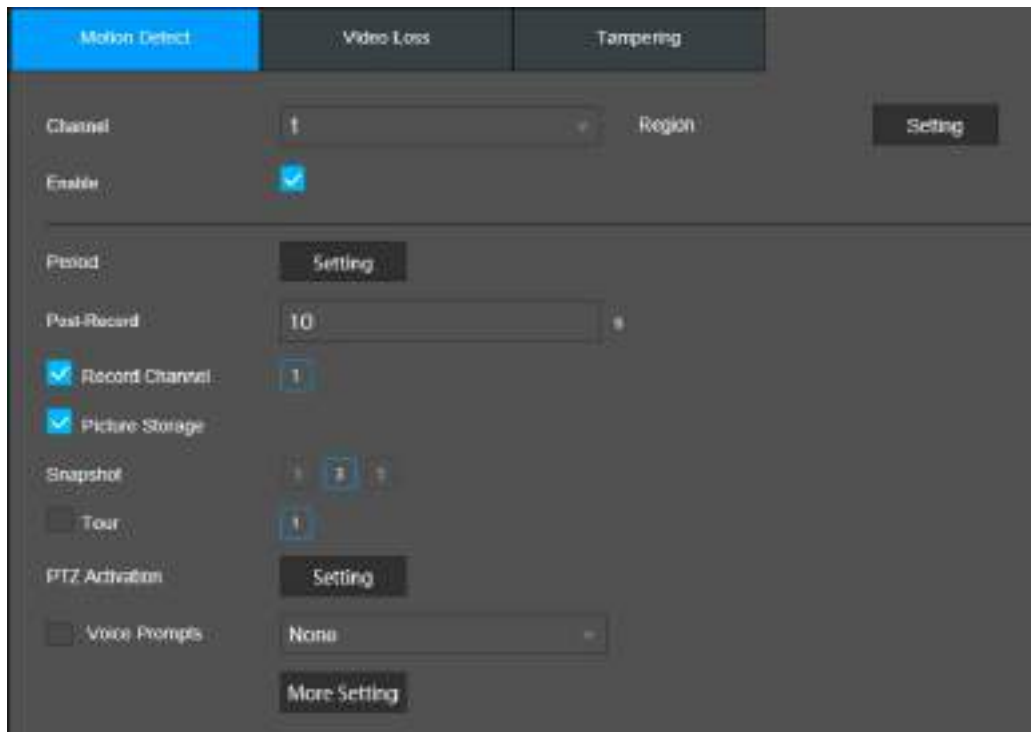 Motion Detect Video Loss Tampering
Channel 1 Region Setting
Enable
Period Setting
Post-Record 10 s
Record Channel 1
Picture Storage
Snapshot
Tour 1
PTZ Activation Setting
Voice Prompts None
More Setting